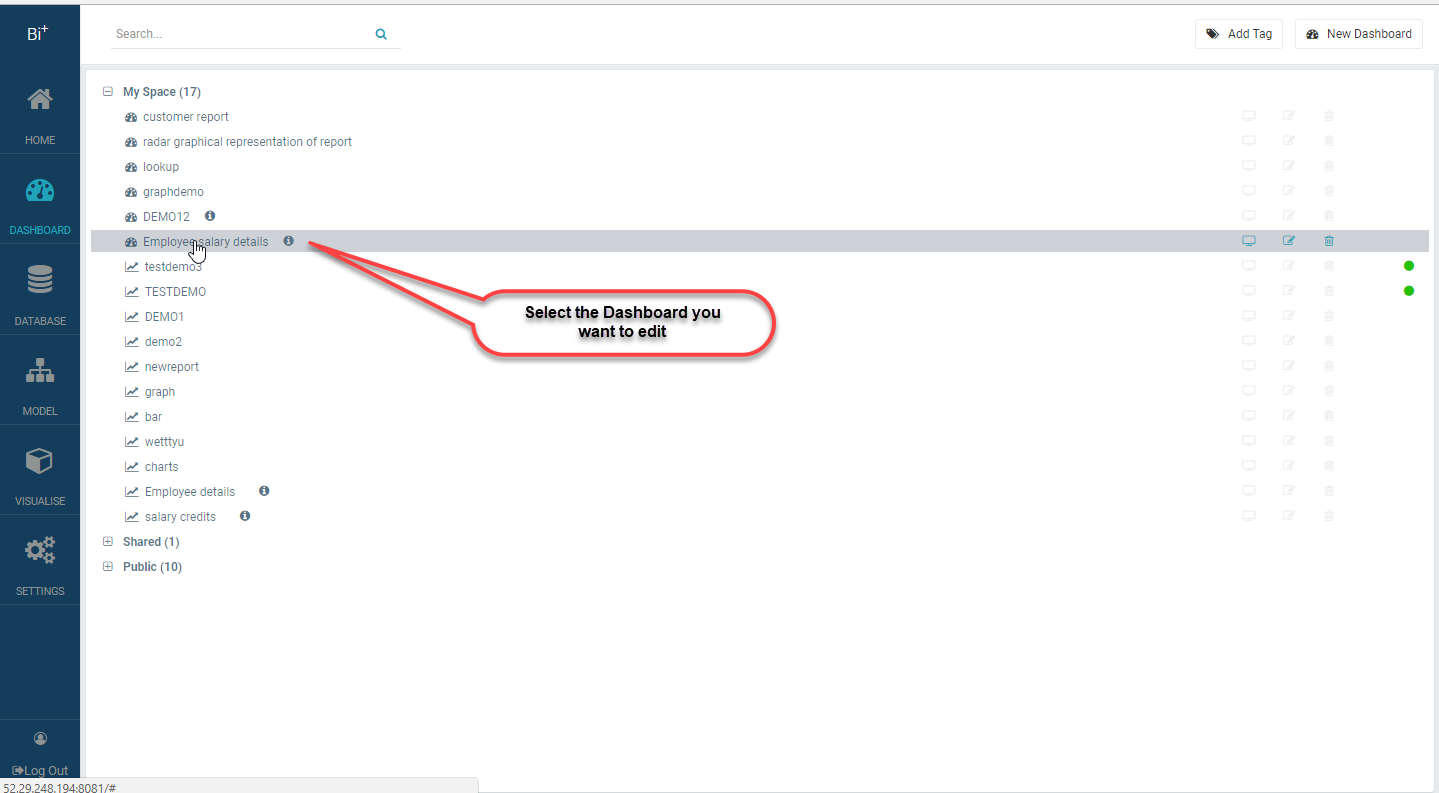 Bi+
Search...
Add Tag
New Dashboard
HOME
DASHBOARD
DATABASE
MODEL
VISUALISE
SETTINGS
Log Out
My Space (17)
customer report
radar graphical representation of report
lookup
graphdemo
DEMO12
Employee salary details
testdemo3
TESTDEMO
DEMO1
demo2
newreport
graph
bar
wetttyu
charts
Employee details
salary credits
Shared (1)
Public (10)
Select the Dashboard you
want to edit
52.29.248.194:8081/#